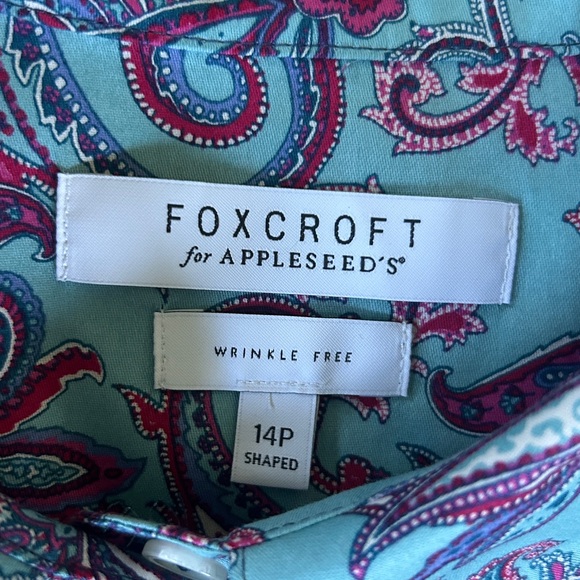 FOXCROFT
for APPLESEED'S®
WRINKLE FREE
14P
SHAPED